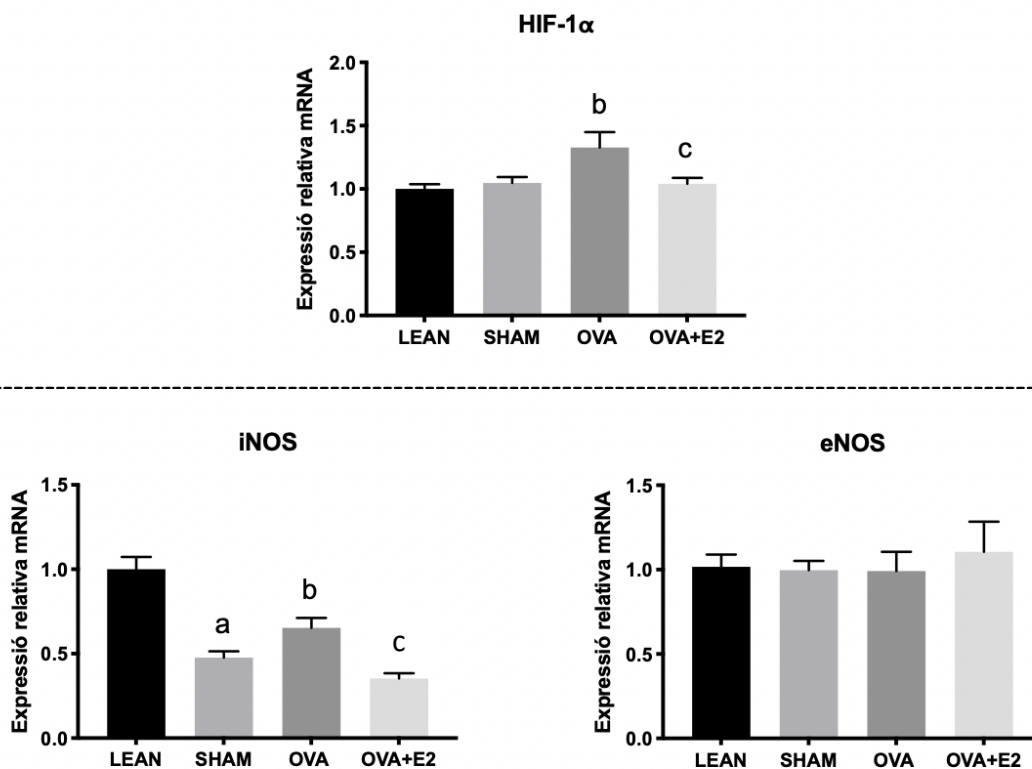 HIF-1α
Expressió relativa mRNA
2.0
1.5
1.0
0.5
0.0
b
c
LEAN SHAM OVA OVA+E2
iNOS
Expressió relativa mRNA
1.5
1.0
0.5
0.0
a
b
c
LEAN SHAM OVA OVA+E2
eNOS
Expressió relativa mRNA
1.5
1.0
0.5
0.0
LEAN SHAM OVA OVA+E2